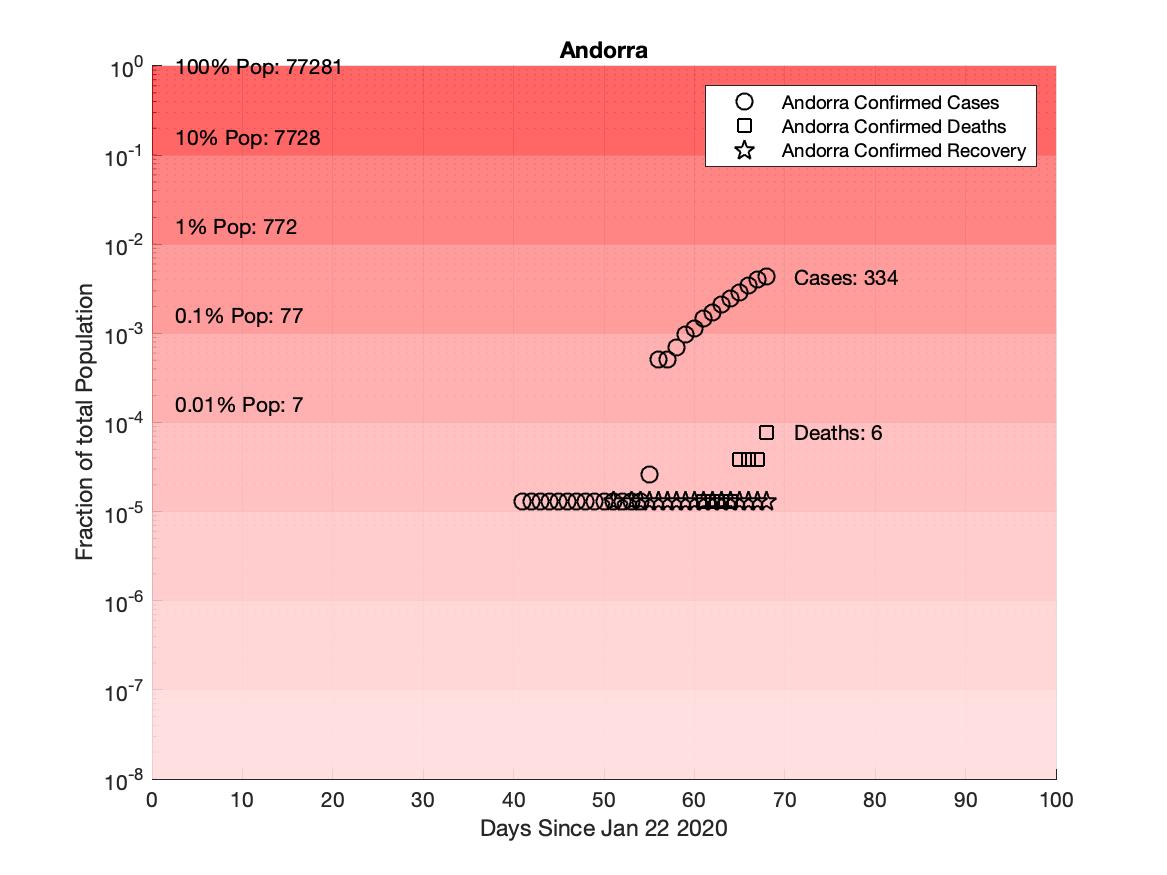 Andorra
10^0
100% Pop: 77281
Andorra Confirmed Cases
Andorra Confirmed Deaths
Andorra Confirmed Recovery
10% Pop: 7728
10^-1
1% Pop: 772
10^-2
Cases: 334
0.1% Pop: 77
10^-3
0.01% Pop: 7
10^-4
Deaths: 6
10^-5
10^-6
10^-7
10^-8
Fraction of total Population
0 10 20 30 40 50 60 70 80 90 100
Days Since Jan 22 2020